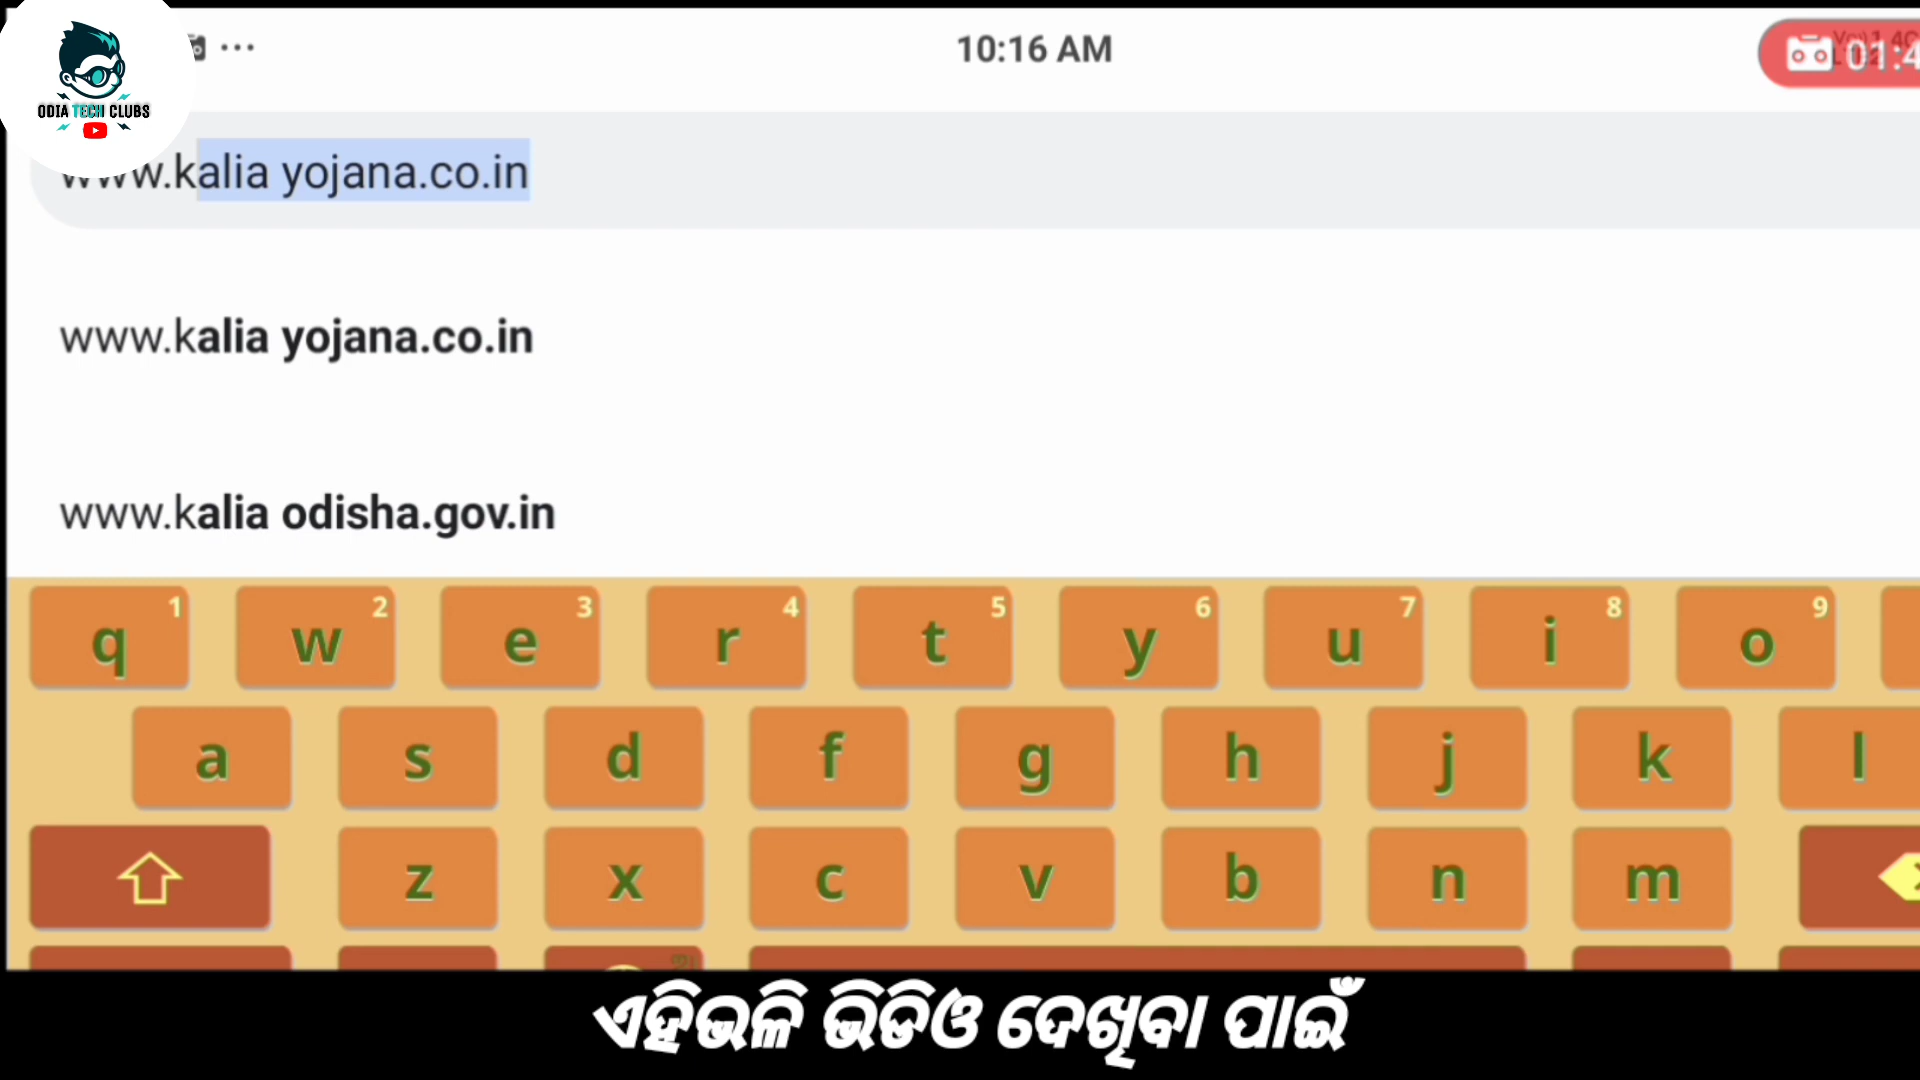 10:16 AM
ODIA TECH CLUBS
www.kalia yojana.co.in
www.kalia yojana.co.in
www.kalia odisha.gov.in
q 1 w 2 e 3 r 4 t 5 y 6 u 7 i 8 o 9
a s d f g h j k l
z x c v b n m
ଏହିଭଳି ଭିଡିଓ ଦେଖିବା ପାଇଁ